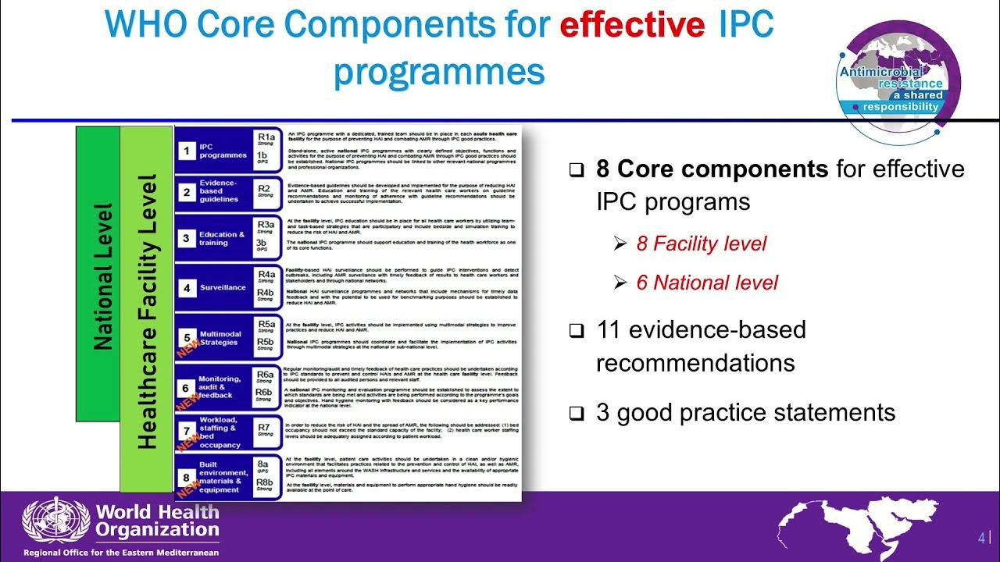 WHO Core Components for effective IPC
programmes
Antimicrobial
resistance
a shared
responsibility
National Level
Healthcare Facility Level
1
IPC
programmes
R1a
Strong
1b
GPS
An IPC programme with a dedicated, trained team should be in place in each acute health care
facility for the purpose of preventing HAI and combating AMR through IPC good practices.
Stand-alone, active national IPC programmes with clearly defined objectives, functions and
activities for the purpose of preventing HAI and combating AMR through IPC good practices should
be established. National IPC programmes should be linked to other relevant national programmes
and professional organizations.
2
Evidence-
based
guidelines
R2
Strong
Evidence-based guidelines should be developed and implemented for the purpose of reducing HAI
and AMR. Education and training of the relevant health care workers on guideline
recommendations and monitoring of adherence with guideline recommendations should be
undertaken to achieve successful implementation.
3
Education &
training
R3a
Strong
3b
GPS
At the facility level, IPC education should be in place for all health care workers by utilizing team-
and task-based strategies that are participatory and include bedside and simulation training to
reduce the risk of HAI and AMR.
The national IPC programme should support education and training of the health workforce as one
of its core functions.
4
Surveillance
R4a
Strong
R4b
Strong
Facility-based HAI surveillance should be performed to guide IPC interventions and detect
outbreaks, including AMR surveillance with timely feedback of results to health care workers and
stakeholders and through national networks.
National HAI surveillance programmes and networks that include mechanisms for timely data
feedback and with the potential to be used for benchmarking purposes should be established to
reduce HAI and AMR.
5
NEW
Multimodal
Strategies
R5a
Strong
R5b
Strong
At the facility level, IPC activities should be implemented using multimodal strategies to improve
practices and reduce HAI and AMR.
National IPC programmes should coordinate and facilitate the implementation of IPC activities
through multimodal strategies at the national or sub-national level.
6
NEW
Monitoring,
audit &
feedback
R6a
Strong
R6b
Strong
Regular monitoring/audit and timely feedback of health care practices should be undertaken according
to IPC standards to prevent and control HAIs and AMR at the health care facility level. Feedback
should be provided to all audited persons and relevant staff.
A national IPC monitoring and evaluation programme should be established to assess the extent to
which standards are being met and activities are being performed according to the programme's goals
and objectives. Hand hygiene monitoring with feedback should be considered as a key performance
indicator at the national level.
7
NEW
Workload,
staffing &
bed
occupancy
R7
Strong
In order to reduce the risk of HAI and the spread of AMR, the following should be addressed: (1) bed
occupancy should not exceed the standard capacity of the facility; (2) health care worker staffing
levels should be adequately assigned according to patient workload.
8
NEW
Built
environment,
materials &
equipment
8a
GPS
R8b
Strong
At the facility level, patient care activities should be undertaken in a clean and/or hygienic
environment that facilitates practices related to the prevention and control of HAI, as well as AMR,
including all elements around the WASH infrastructure and services and the availability of appropriate
IPC materials and equipment.
At the facility level, materials and equipment to perform appropriate hand hygiene should be readily
available at the point of care.
8 Core components for effective
IPC programs
8 Facility level
6 National level
11 evidence-based
recommendations
3 good practice statements
World Health
Organization
Regional Office for the Eastern Mediterranean
4